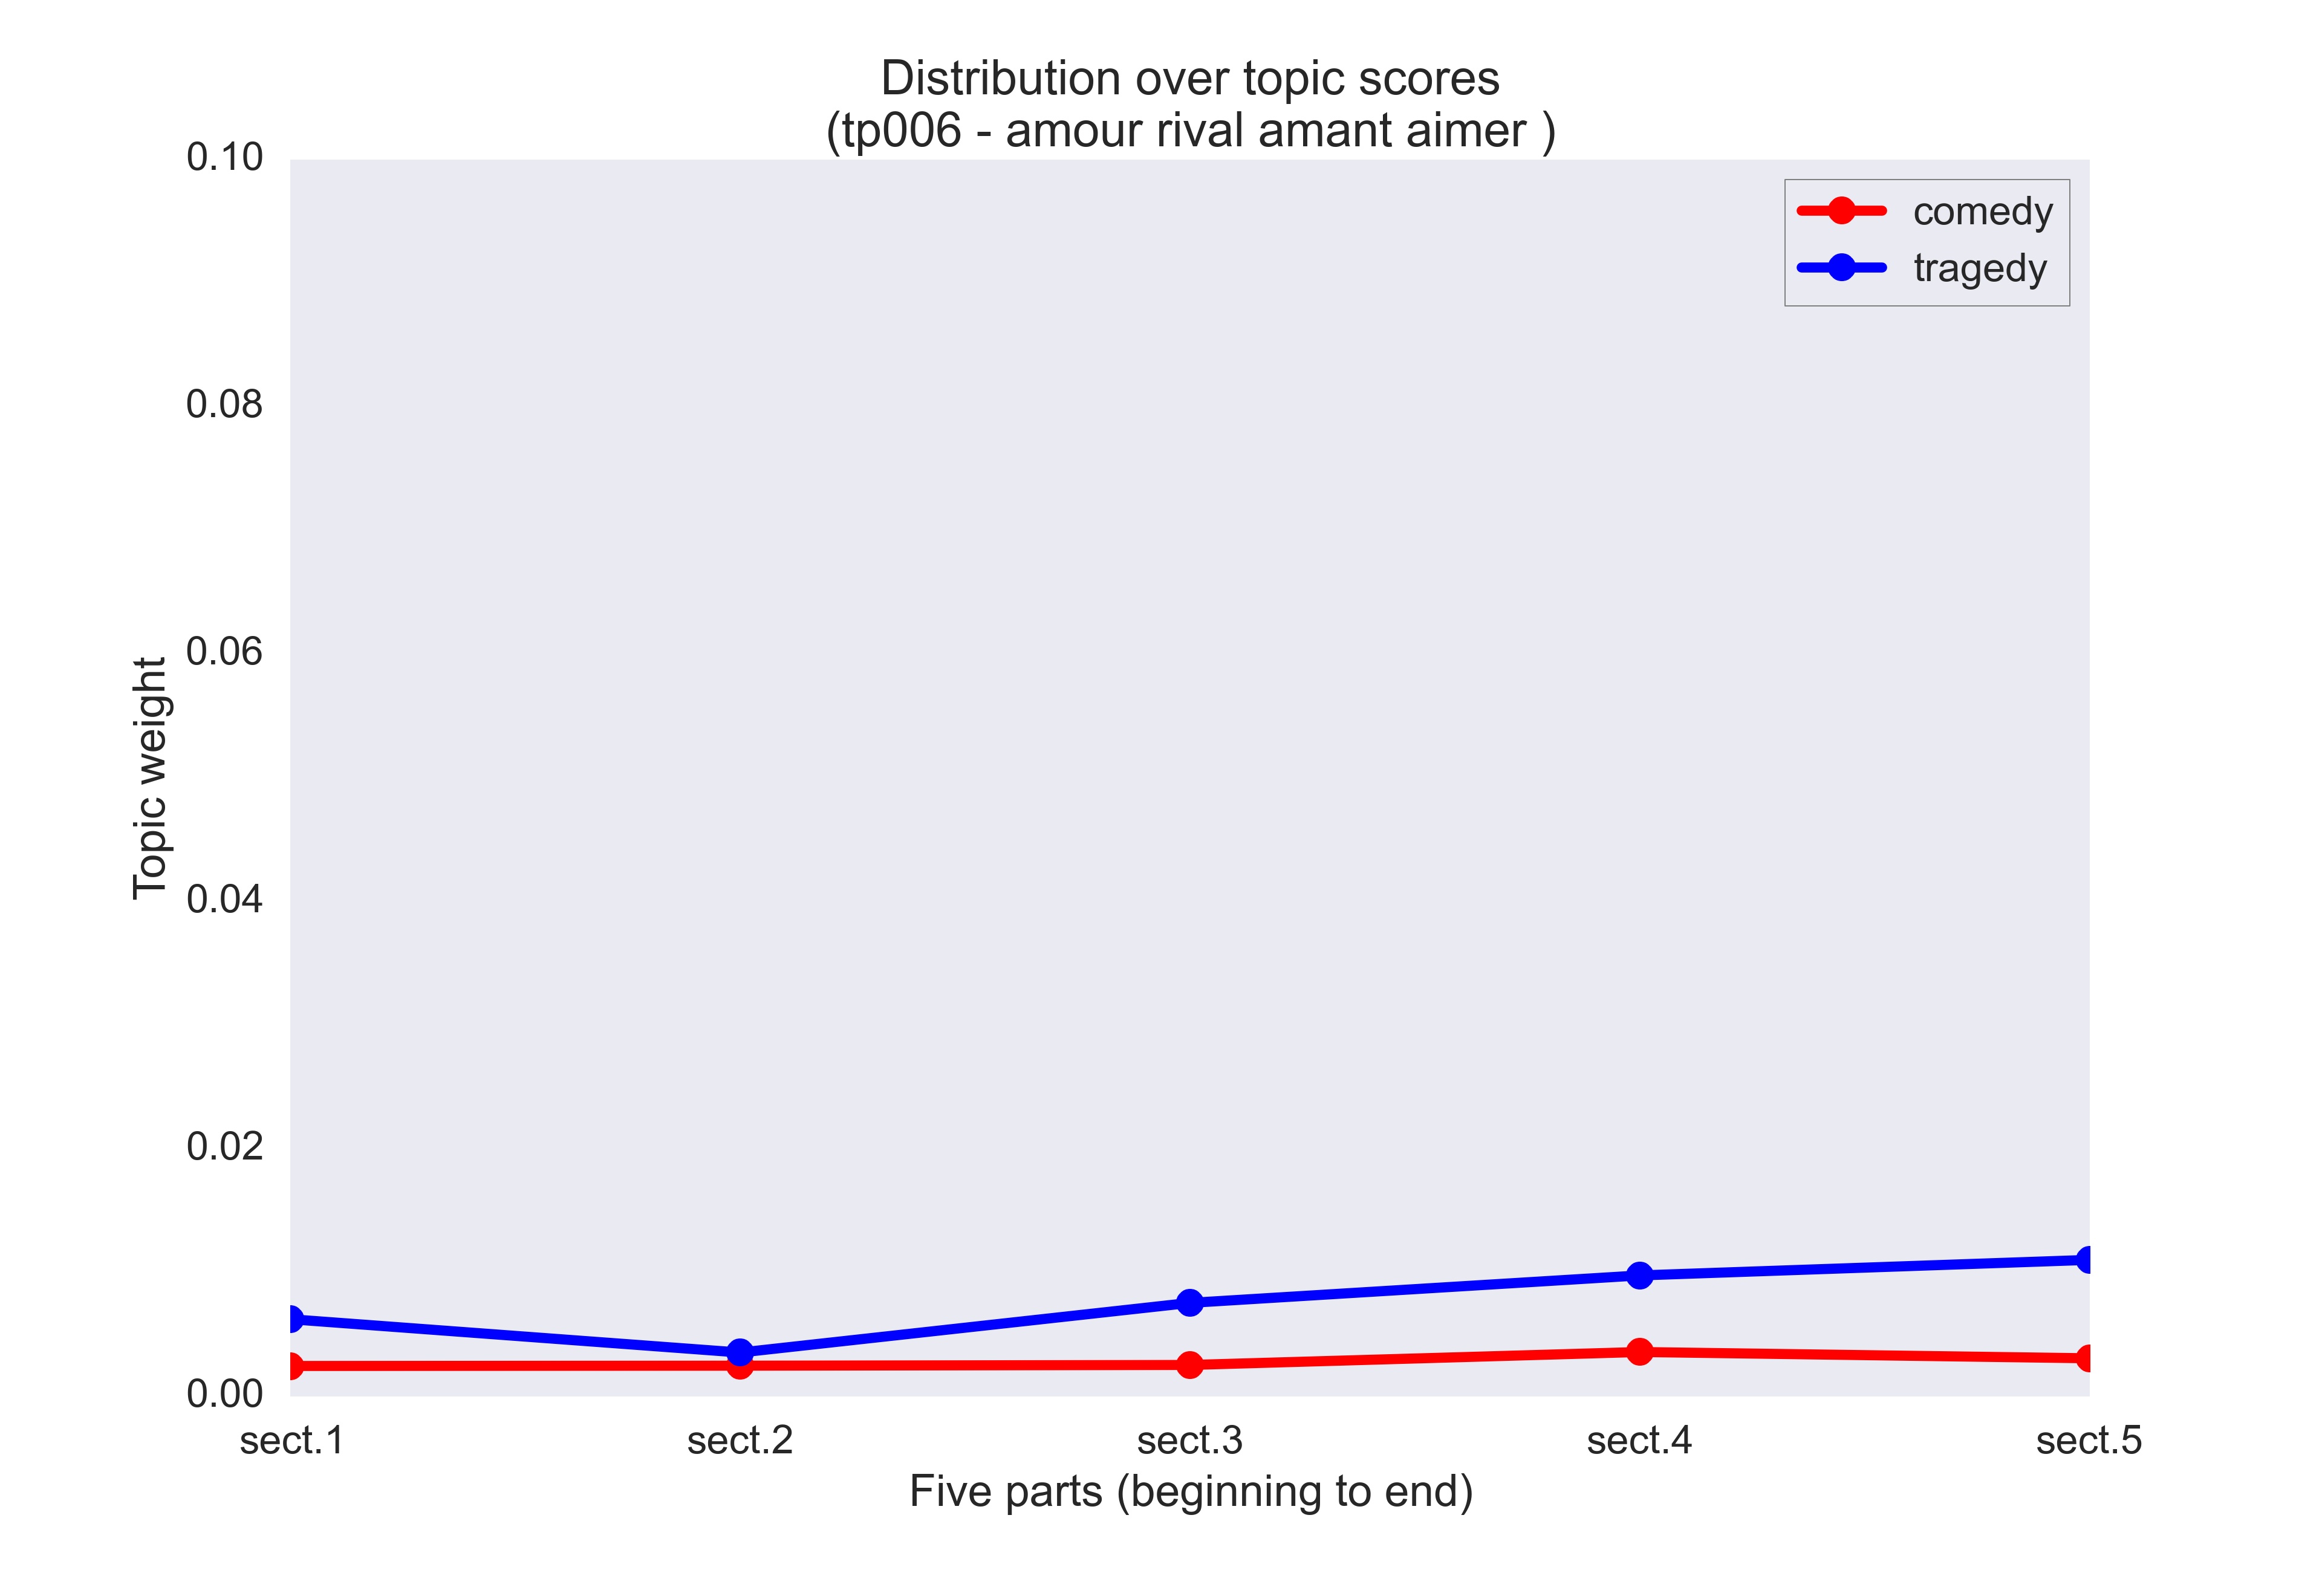 Distribution over topic scores
(tp006 - amour rival amant aimer )
comedy
tragedy
Topic weight
0.10
0.08
0.06
0.04
0.02
0.00
sect.1 sect.2 sect.3 sect.4 sect.5
Five parts (beginning to end)